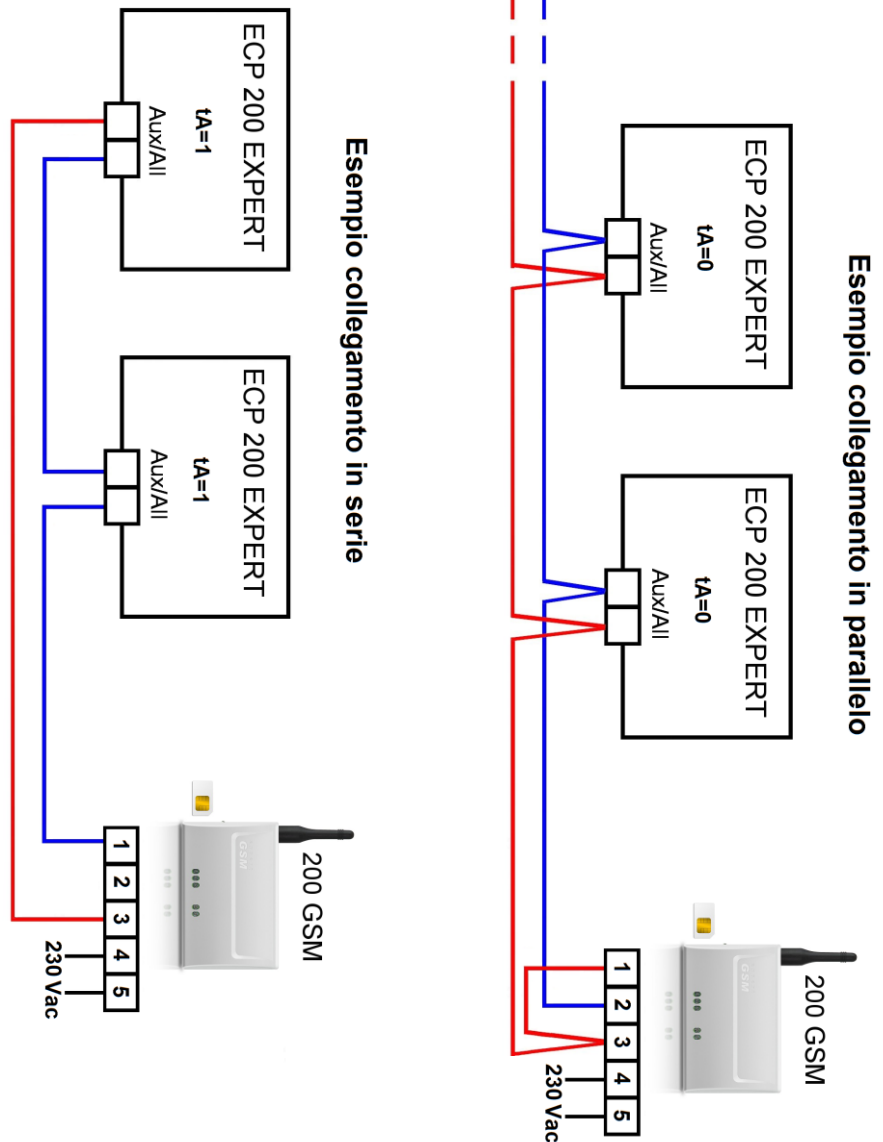 Esempio collegamento in parallelo
ECP 200 EXPERT
tA=0
Aux/All
ECP 200 EXPERT
tA=0
Aux/All
200 GSM
GSM
1 2 3 4 5
230 Vac
Esempio collegamento in serie
ECP 200 EXPERT
tA=1
Aux/All
ECP 200 EXPERT
tA=1
Aux/All
200 GSM
GSM
1 2 3 4 5
230 Vac